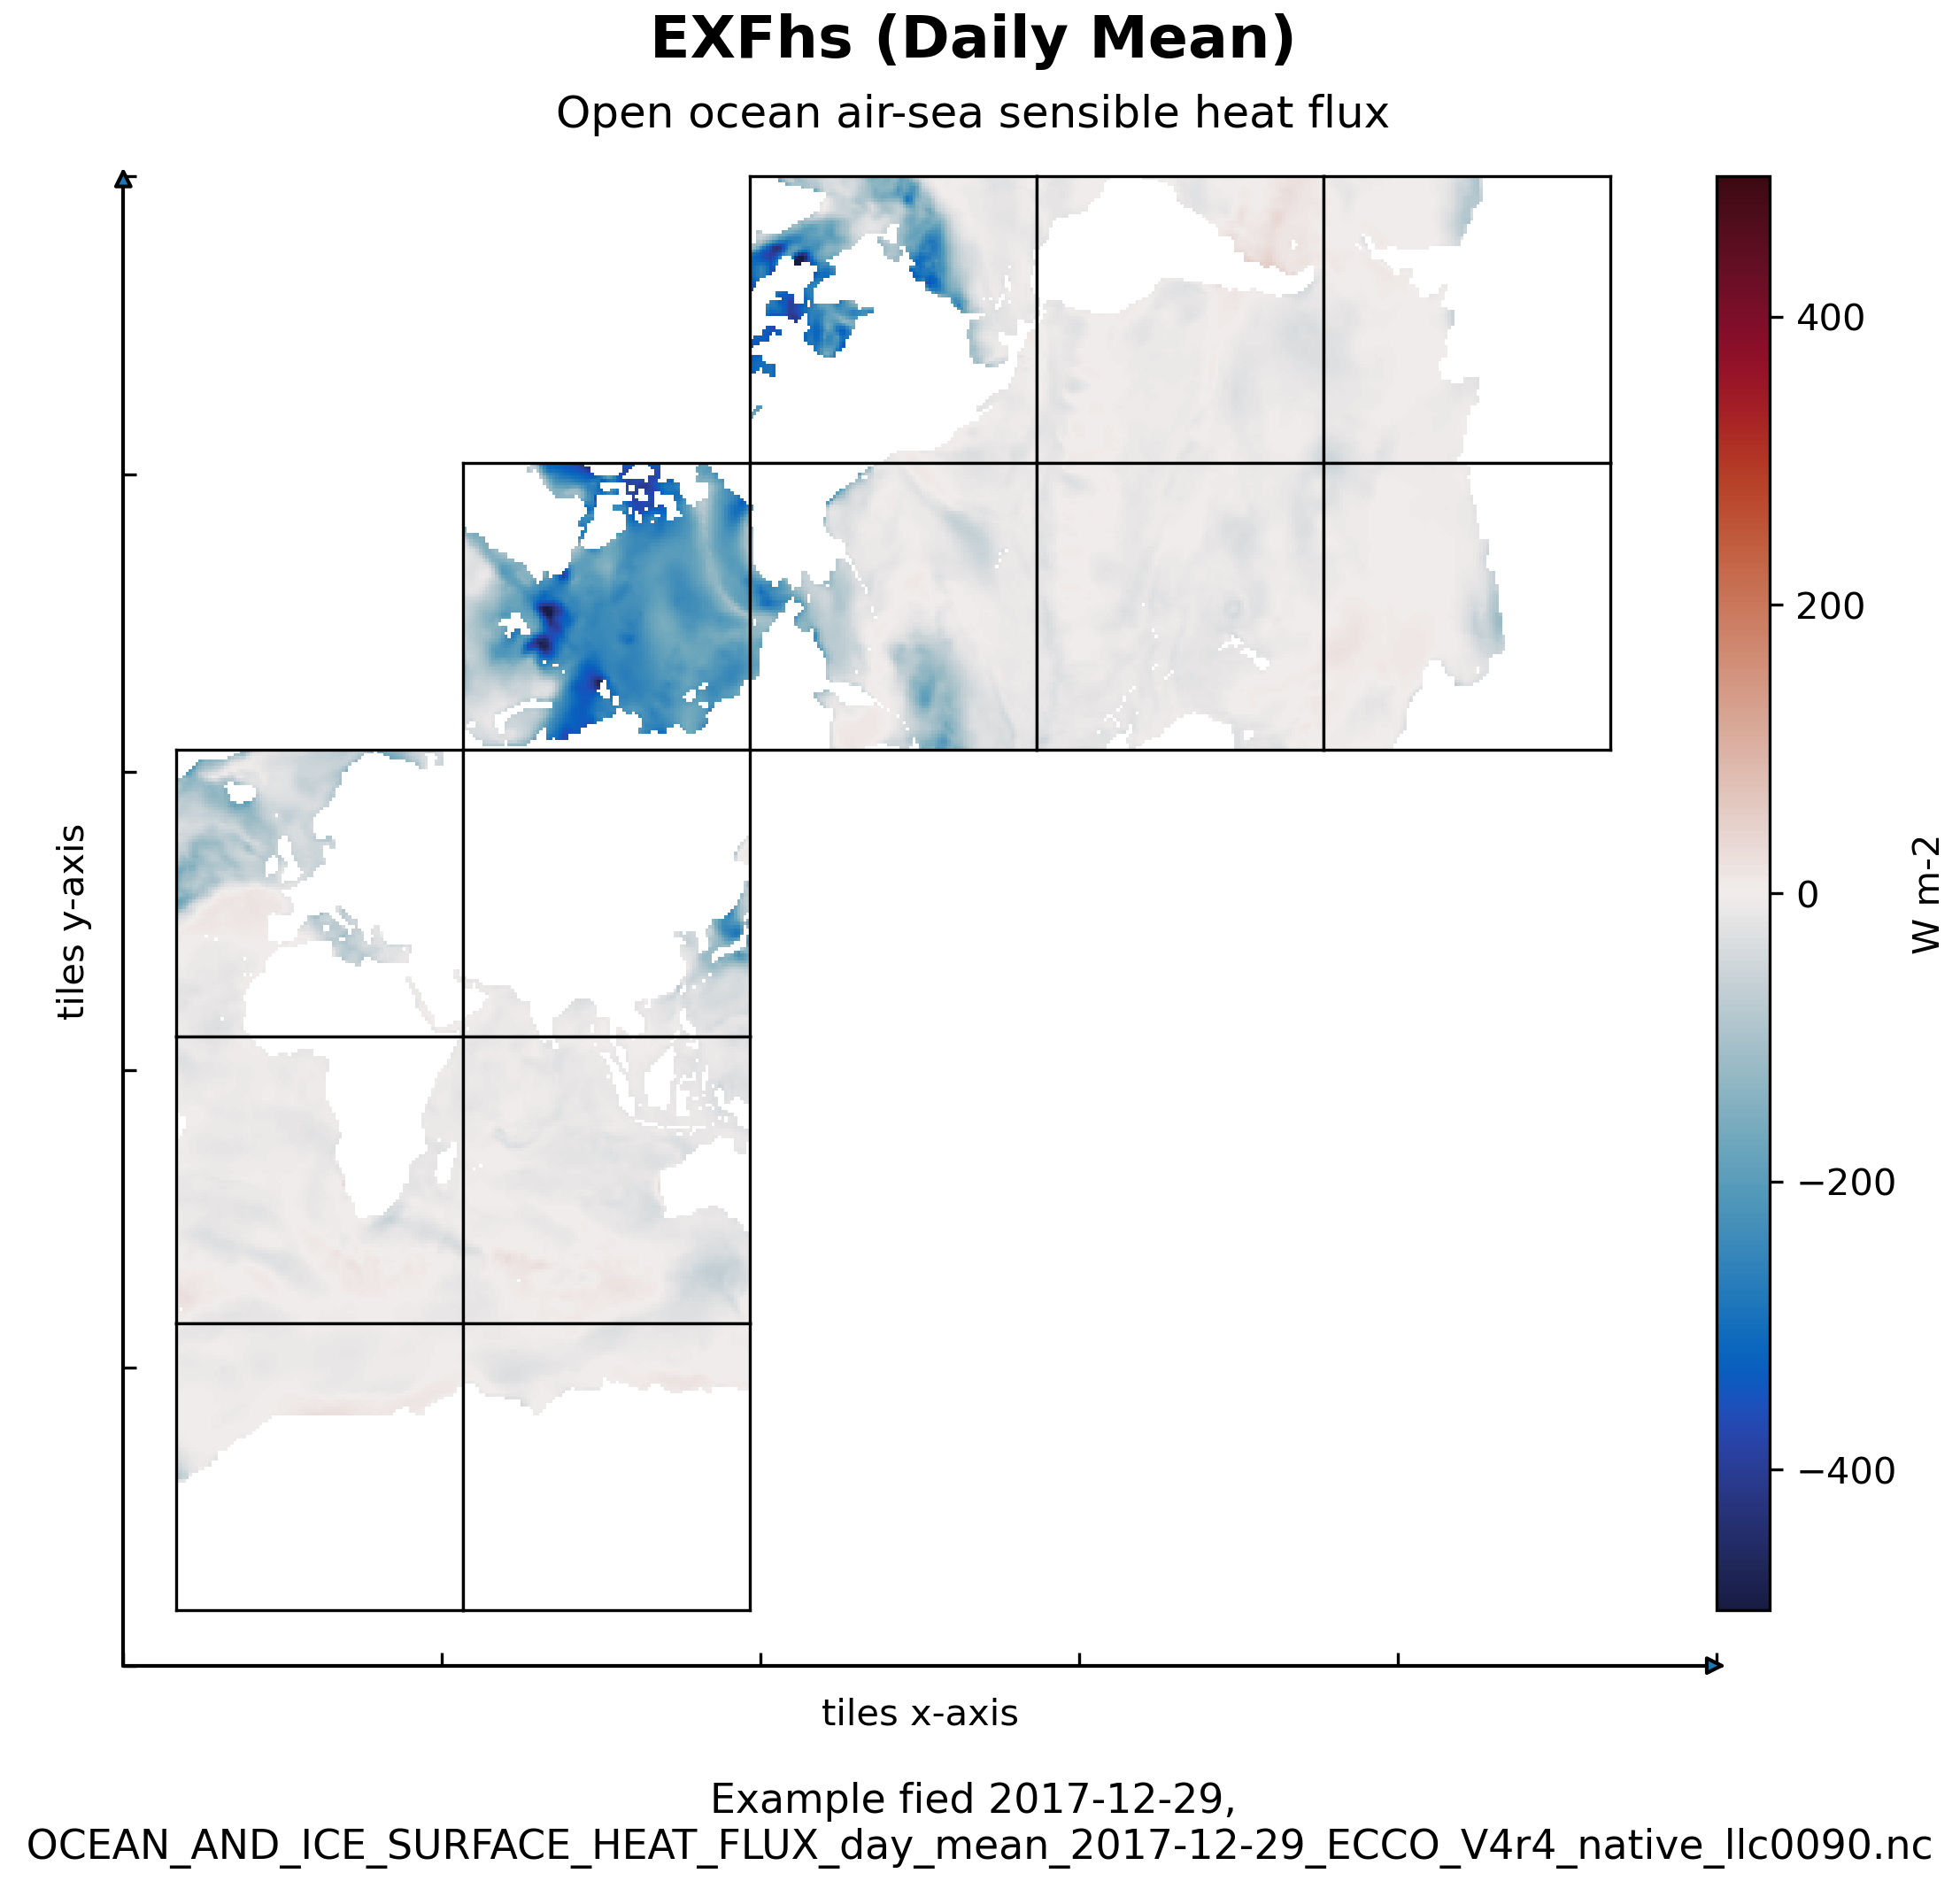 EXFhs (Daily Mean)
Open ocean air-sea sensible heat flux
400
200
0
−200
−400
W m-2
tiles y-axis
tiles x-axis
Example fied 2017-12-29,
OCEAN_AND_ICE_SURFACE_HEAT_FLUX_day_mean_2017-12-29_ECCO_V4r4_native_llc0090.nc